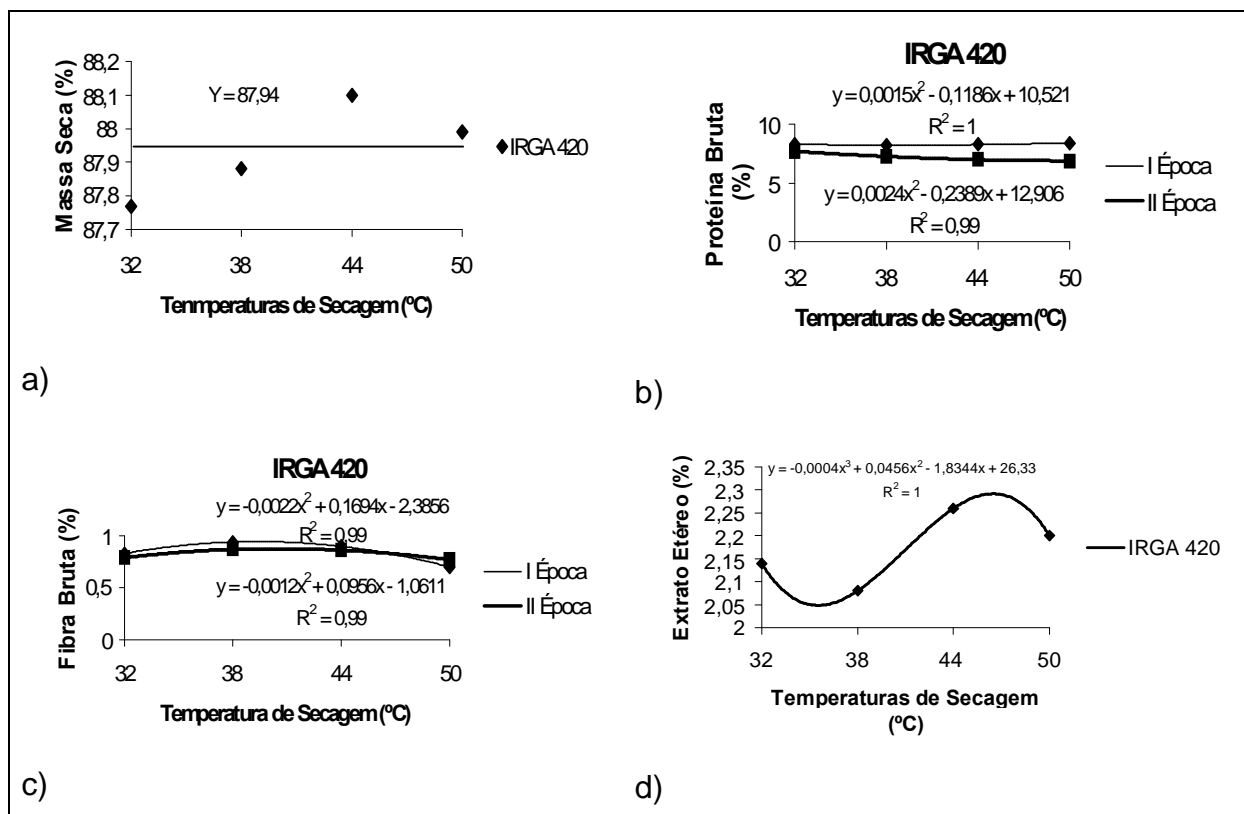 88,2
88,1
88
87,9
87,8
87,7
Massa Seca (%)
Y = 87,94
IRGA 420
32 38 44 50
Tenmperaturas de Secagem (ºC)
a)
IRGA 420
y = 0,0015x² - 0,1186x + 10,521
R² = 1
10
5
0
Proteína Bruta (%)
y = 0,0024x² - 0,2389x + 12,906
R² = 0,99
I Época
II Época
32 38 44 50
Temperaturas de Secagem (ºC)
b)
IRGA 420
y = -0,0022x² + 0,1694x - 2,3856
R² = 0,99
1
0,5
0
Fibra Bruta (%)
y = -0,0012x² + 0,0956x - 1,0611
R² = 0,99
I Época
II Época
32 38 44 50
Temperatura de Secagem (ºC)
c)
2,35
2,3
2,25
2,2
2,15
2,1
2,05
2
Extrato Etéreo (%)
y = -0,0004x³ + 0,0456x² - 1,8344x + 26,33
R² = 1
IRGA 420
32 38 44 50
Temperaturas de Secagem
(ºC)
d)